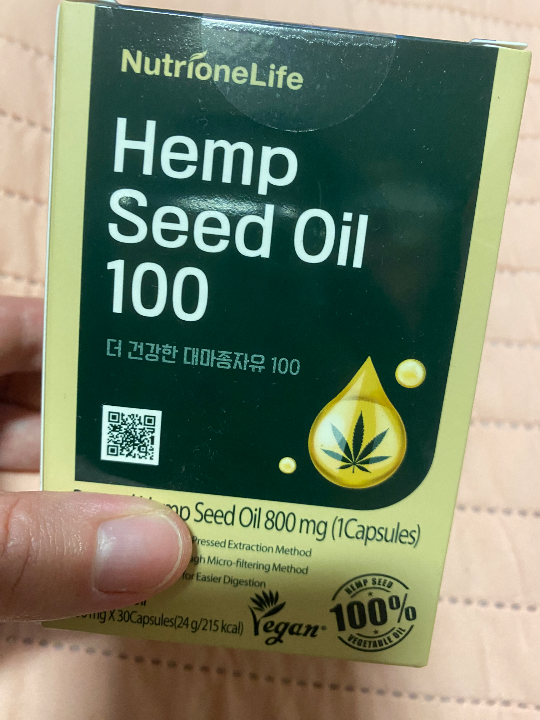 NutrioneLife
Hemp
Seed Oil
100
더 건강한 대마종자유 100
Hemp Seed Oil 800 mg (1Capsules)
Pressed Extraction Method
Micro-filtering Method
for Easier Digestion
mg X 30Capsules(24 g/215 kcal)
Vegan
HEMP SEED
100%
VEGETABLE OIL